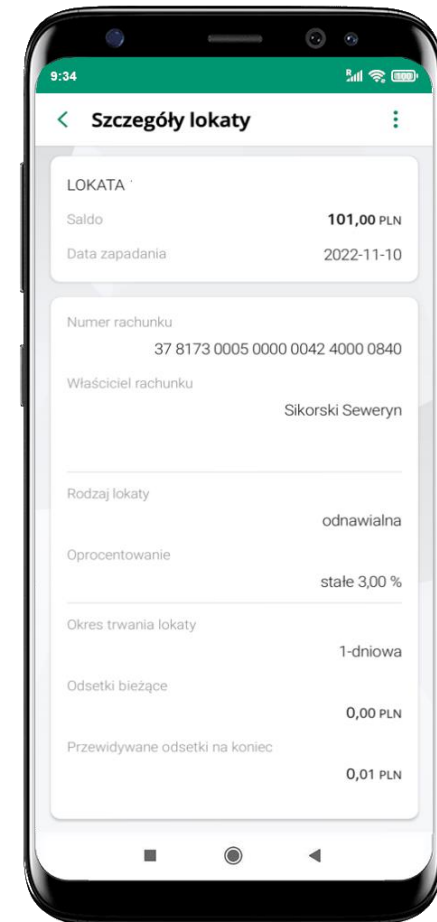 9:34
R
100
Szczegóły lokaty
LOKATA
Saldo 101,00 PLN
Data zapadania 2022-11-10
Numer rachunku
37 8173 0005 0000 0042 4000 0840
Właściciel rachunku
Sikorski Seweryn
Rodzaj lokaty
odnawialna
Oprocentowanie
stałe 3,00 %
Okres trwania lokaty
1-dniowa
Odsetki bieżące
0,00 PLN
Przewidywane odsetki na koniec
0,01 PLN